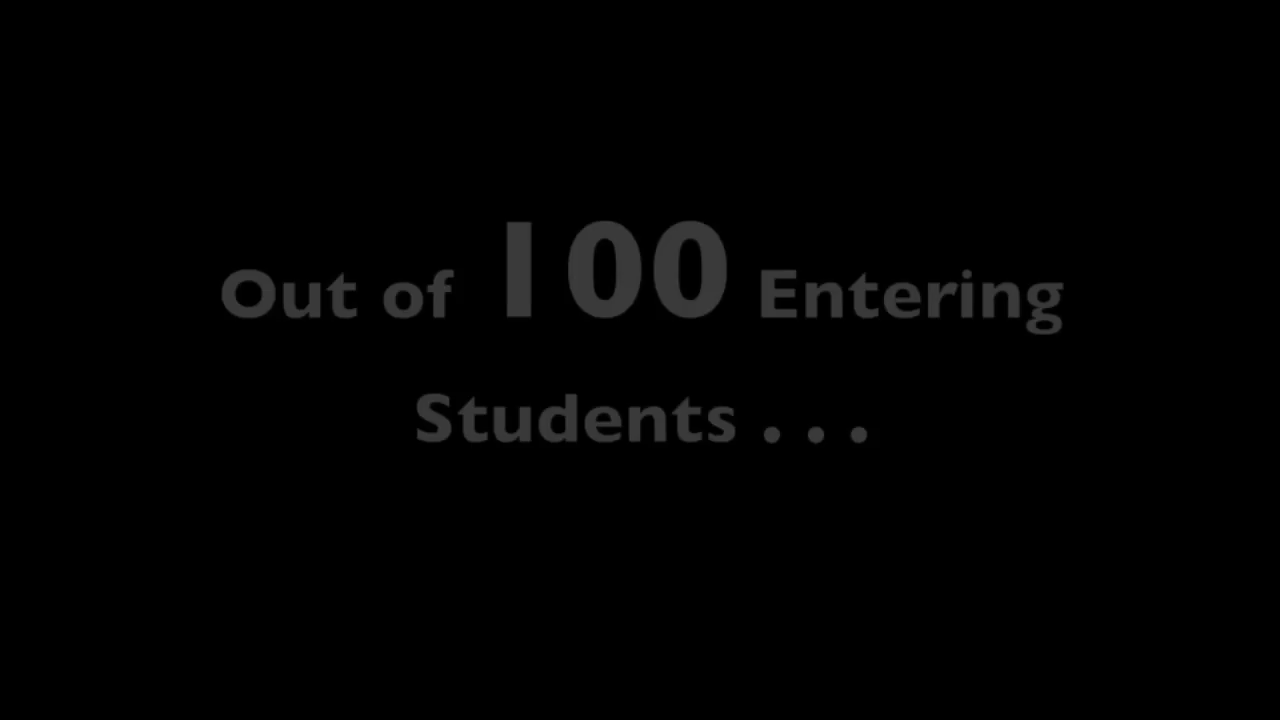 Out of 100 Entering
Students . . .